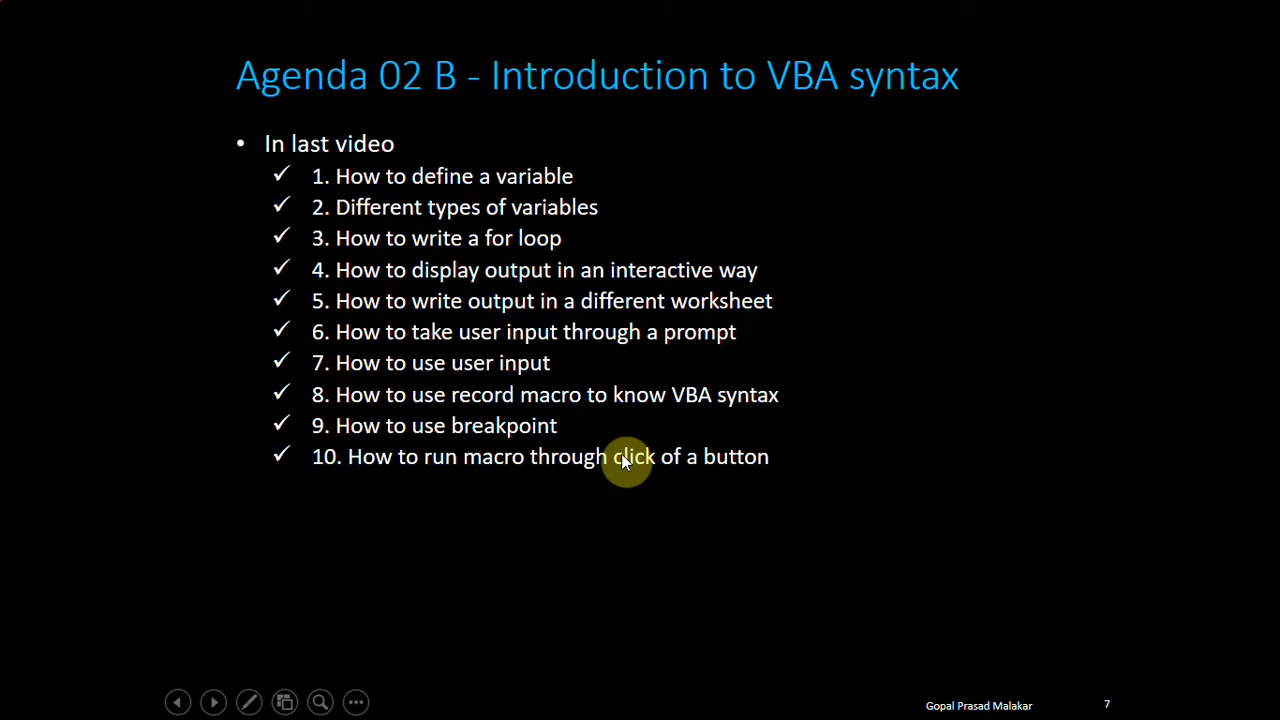 Agenda 02 B - Introduction to VBA syntax
• In last video
✓ 1. How to define a variable
✓ 2. Different types of variables
✓ 3. How to write a for loop
✓ 4. How to display output in an interactive way
✓ 5. How to write output in a different worksheet
✓ 6. How to take user input through a prompt
✓ 7. How to use user input
✓ 8. How to use record macro to know VBA syntax
✓ 9. How to use breakpoint
✓ 10. How to run macro through click of a button
Gopal Prasad Malakar
7